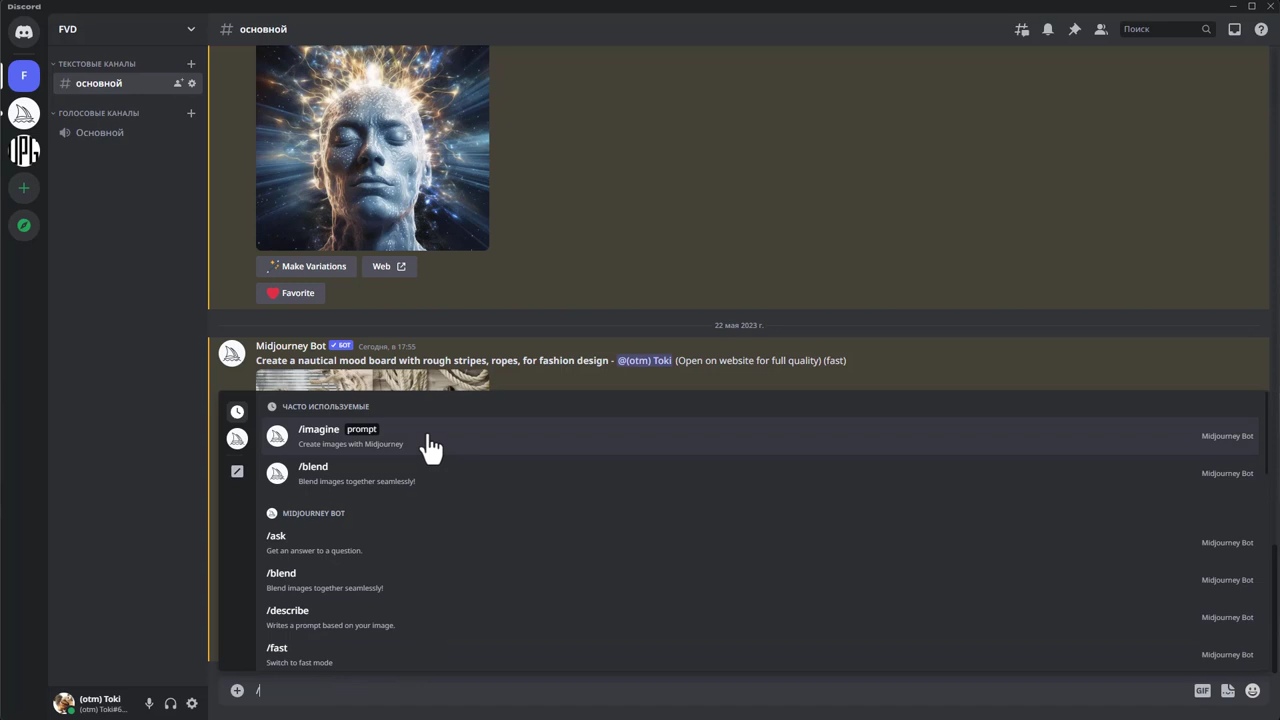 Discord
FVD
# основной
Поиск
ТЕКСТОВЫЕ КАНАЛЫ
# основной
ГОЛОСОВЫЕ КАНАЛЫ
Основной
F
Make Variations
Web
Favorite
22 мая 2023 г.
Midjourney Bot ✓ БОТ Сегодня, в 17:55
Create a nautical mood board with rough stripes, ropes, for fashion design - @(otm) Toki (Open on website for full quality) (fast)
ЧАСТО ИСПОЛЬЗУЕМЫЕ
/imagine prompt
Create images with Midjourney
Midjourney Bot
/blend
Blend images together seamlessly!
Midjourney Bot
MIDJOURNEY BOT
/ask
Get an answer to a question.
Midjourney Bot
/blend
Blend images together seamlessly!
Midjourney Bot
/describe
Writes a prompt based on your image.
Midjourney Bot
/fast
Switch to fast mode
Midjourney Bot
/
GIF
(otm) Toki
(otm) Toki#6...